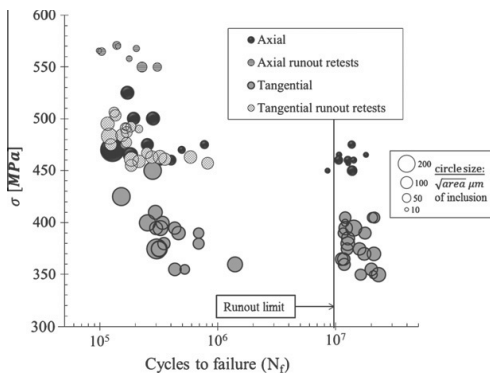 600
550
500
450
400
350
300
σ [MPa]
Axial
Axial runout retests
Tangential
Tangential runout retests
200
100
50
10
circle size:
√area μm
of inclusion
Runout limit
10⁵
10⁶
10⁷
Cycles to failure (Nf)